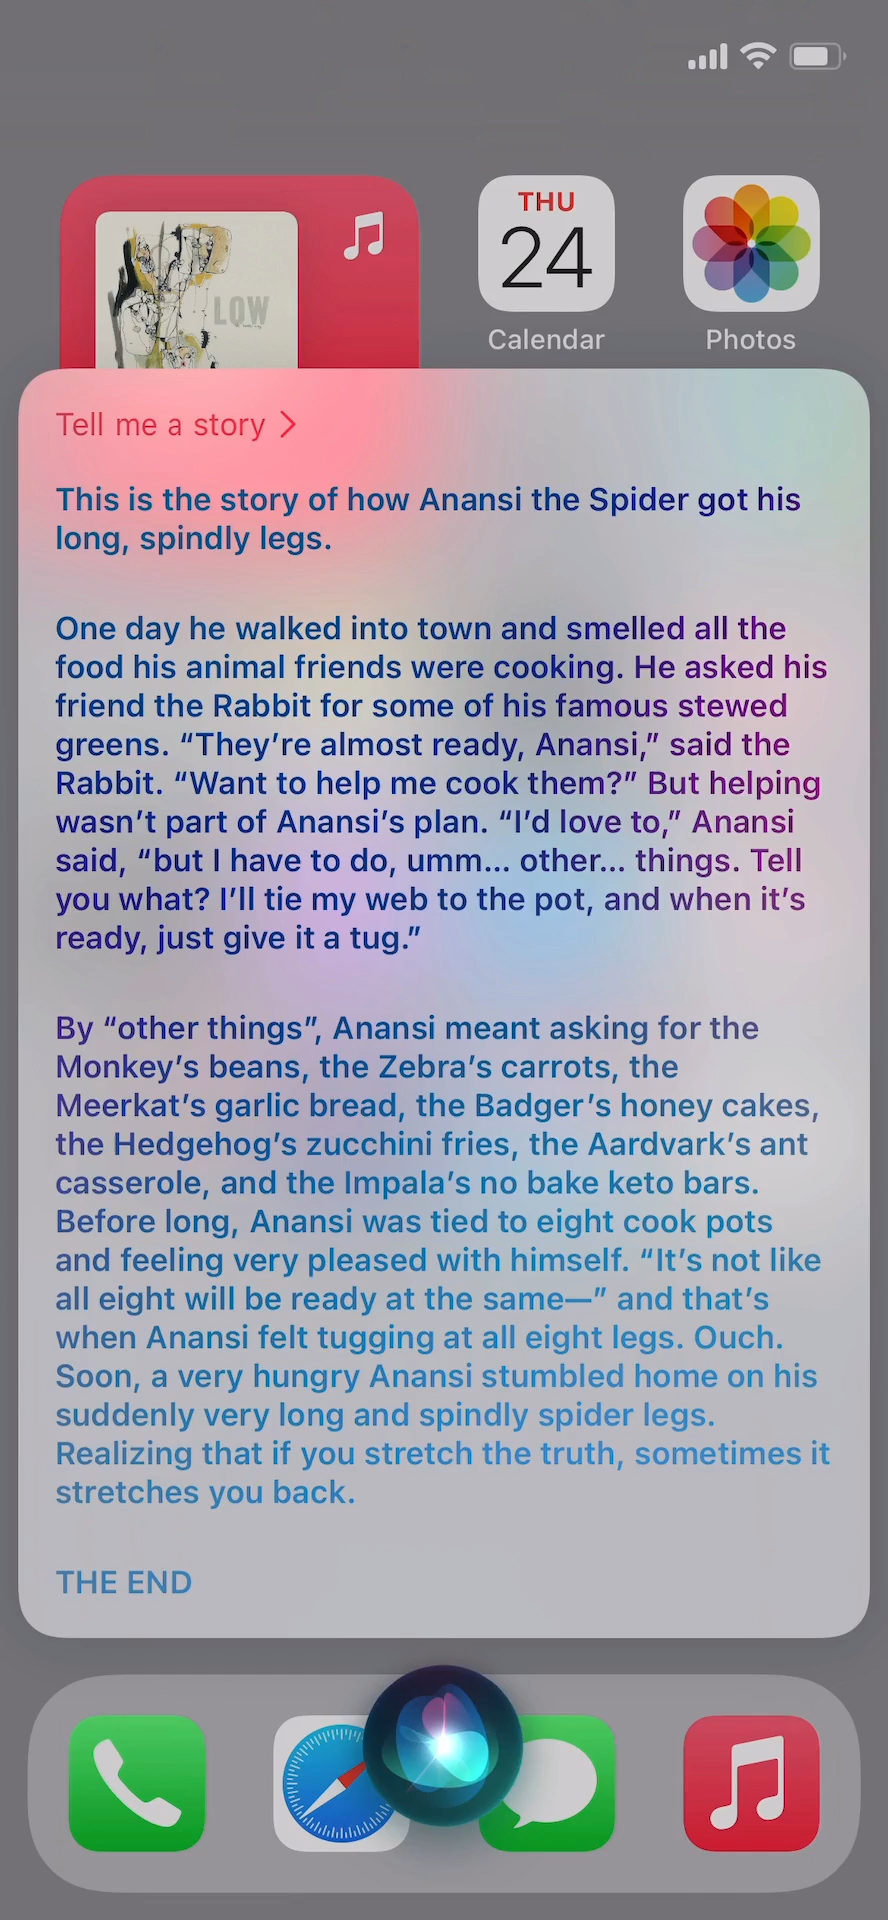 THU
24
LOW
Calendar
Photos
Tell me a story
This is the story of how Anansi the Spider got his
long, spindly legs.
One day he walked into town and smelled all the
food his animal friends were cooking. He asked his
friend the Rabbit for some of his famous stewed
greens. “They’re almost ready, Anansi,” said the
Rabbit. “Want to help me cook them?” But helping
wasn’t part of Anansi’s plan. “I’d love to,” Anansi
said, “but I have to do, umm... other... things. Tell
you what? I’ll tie my web to the pot, and when it’s
ready, just give it a tug.”
By “other things”, Anansi meant asking for the
Monkey’s beans, the Zebra’s carrots, the
Meerkat’s garlic bread, the Badger’s honey cakes,
the Hedgehog’s zucchini fries, the Aardvark’s ant
casserole, and the Impala’s no bake keto bars.
Before long, Anansi was tied to eight cook pots
and feeling very pleased with himself. “It’s not like
all eight will be ready at the same—” and that’s
when Anansi felt tugging at all eight legs. Ouch.
Soon, a very hungry Anansi stumbled home on his
suddenly very long and spindly spider legs.
Realizing that if you stretch the truth, sometimes it
stretches you back.
THE END